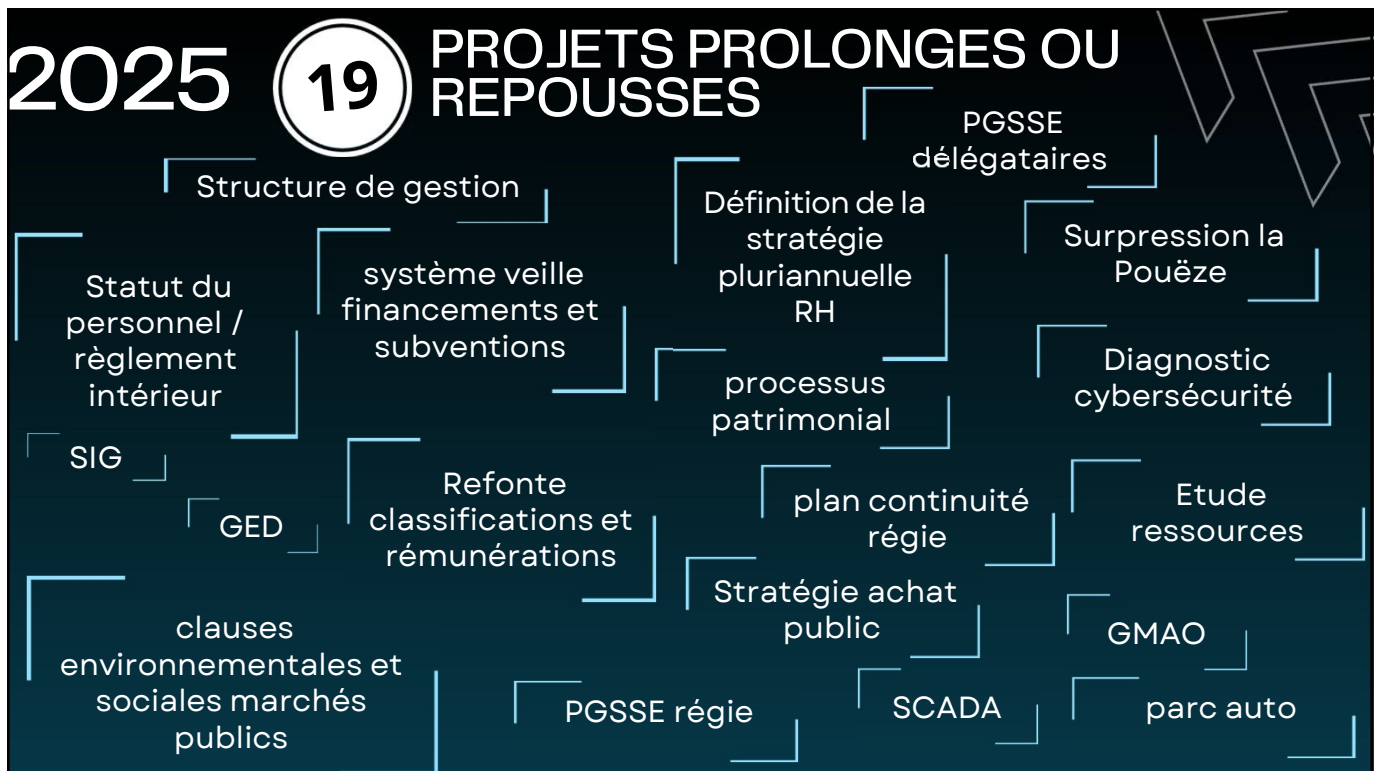 2025
19
PROJETS PROLONGES OU
REPOUSSES
PGSSE
délégataires
Structure de gestion
Définition de la
stratégie
pluriannuelle
RH
Surpression la
Pouëze
Statut du
personnel /
règlement
intérieur
système veille
financements et
subventions
Diagnostic
cybersécurité
processus
patrimonial
SIG
GED
Refonte
classifications et
rémunérations
plan continuité
régie
Etude
ressources
Stratégie achat
public
GMAO
clauses
environnementales et
sociales marchés
publics
PGSSE régie
SCADA
parc auto